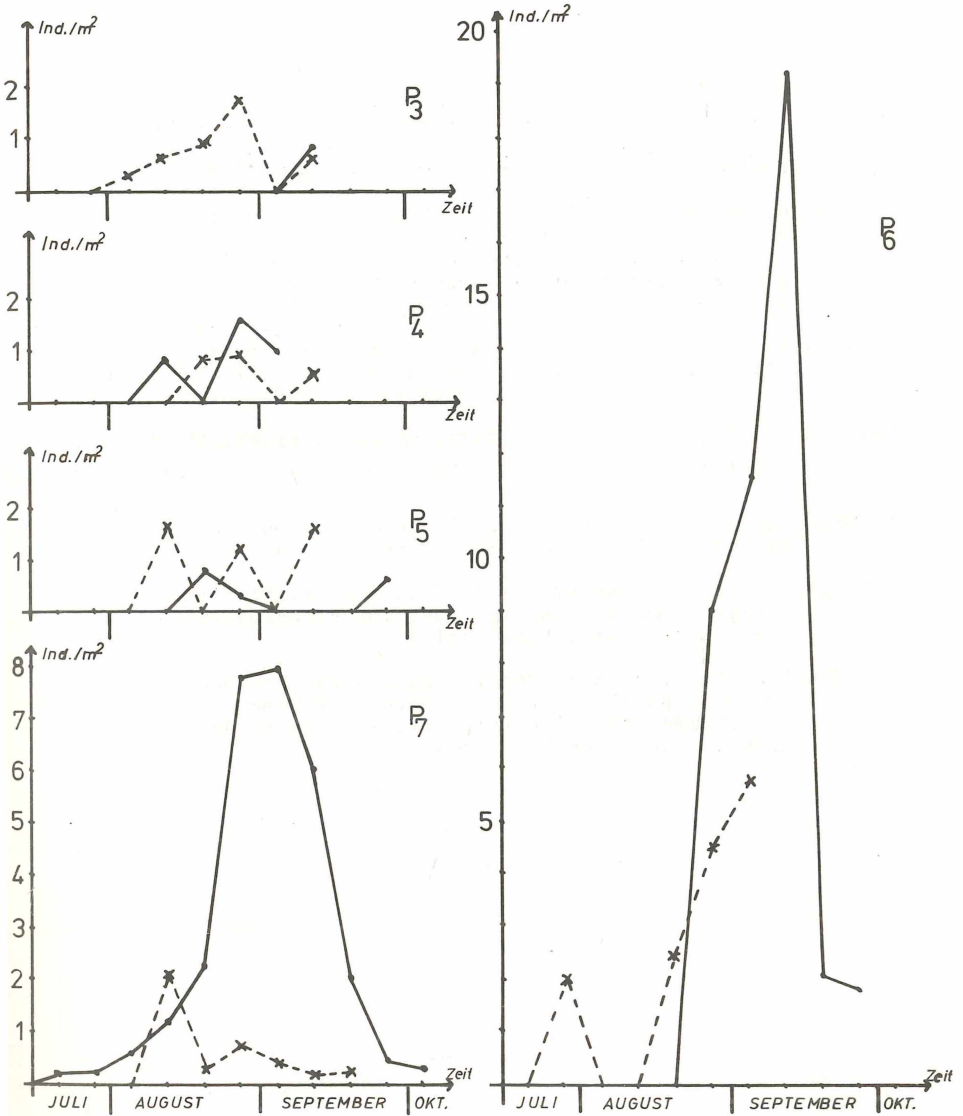 Ind./m²
2
1
P3
Zeit
Ind./m²
2
1
P4
Zeit
Ind./m²
2
1
P5
Zeit
Ind./m²
8
7
6
5
4
3
2
1
P7
Zeit
JULI AUGUST SEPTEMBER OKT.
Ind./m²
20
15
10
5
P6
Zeit
JULI AUGUST SEPTEMBER OKT.